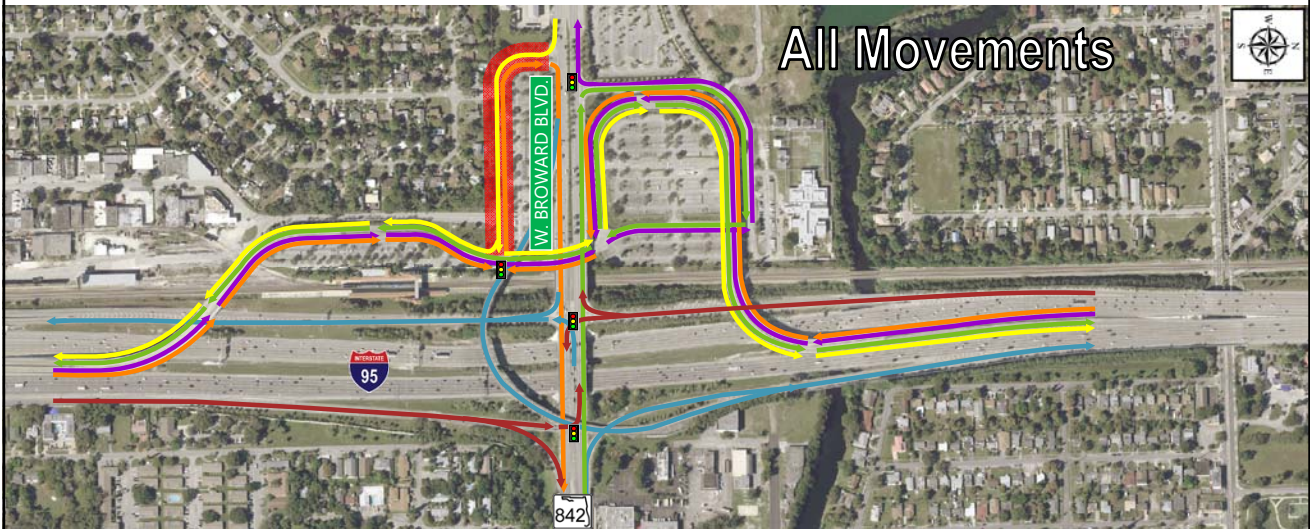 All Movements
W
N
S
E
W. BROWARD BLVD.
INTERSTATE
95
842